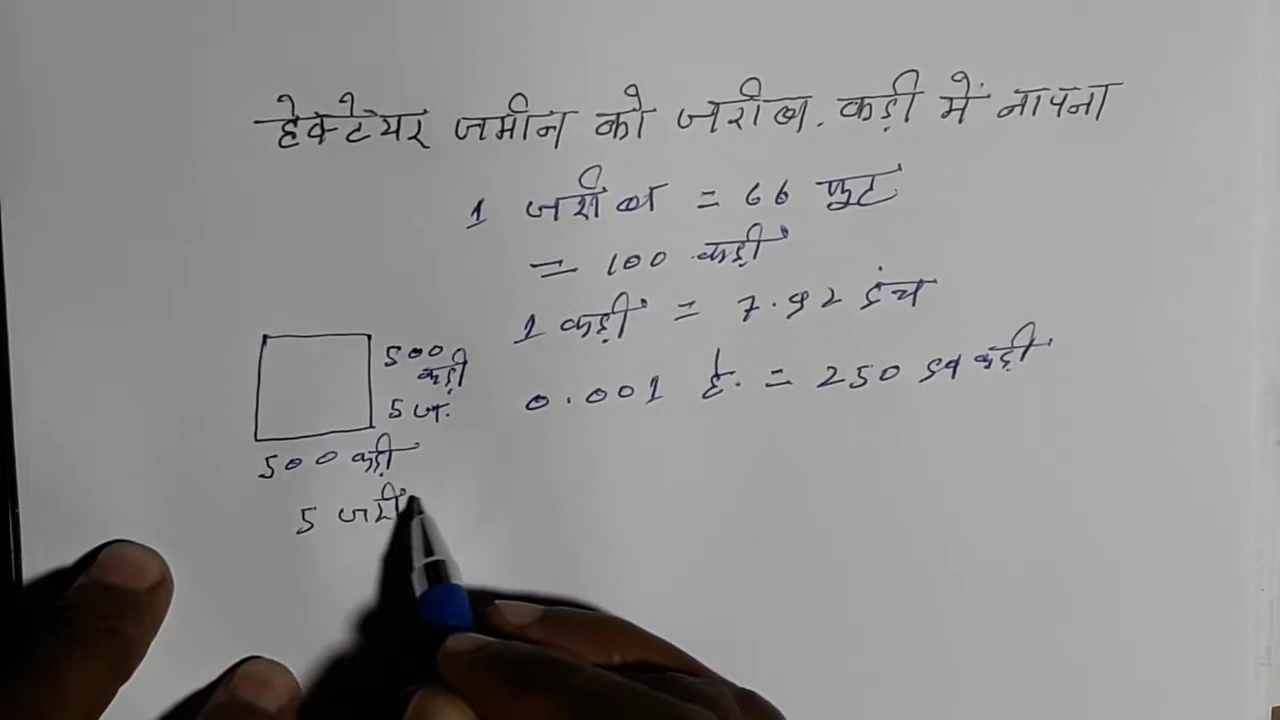 हेक्टेयर जमीन को जरीब. कड़ी में नापना
1 जरीब = 66 फुट
= 100 कड़ी
1 कड़ी = 7.92 इंच
0.001 हे. = 250 कड़ी
500
कड़ी
5 ज.
500 कड़ी
5 जरी